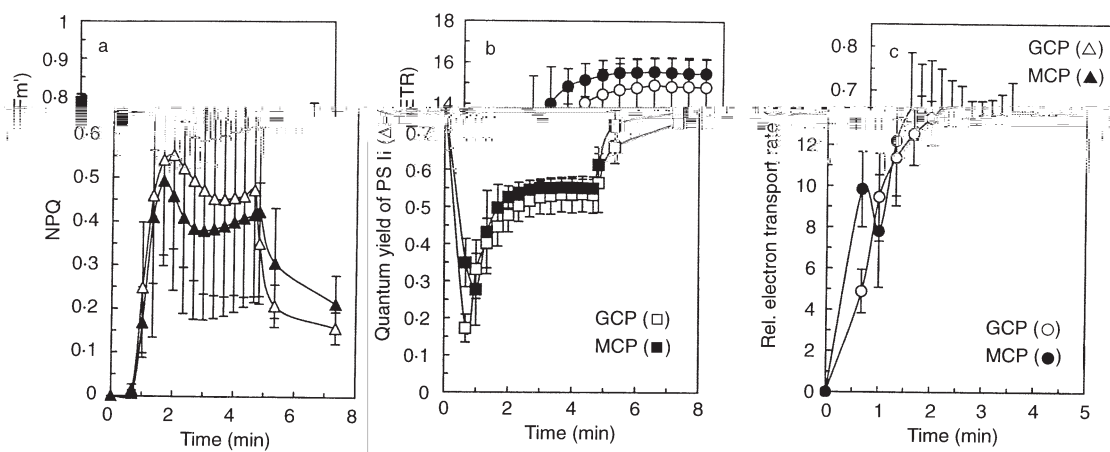 a
1
0·9
0·8
0·6
0·5
0·4
0·3
0·2
0·1
0
Fm')
NPQ
0 2 4 6 8
Time (min)
b
18
16
14
0·7
0·6
0·5
0·4
0·3
0·2
0·1
0
ETR)
Quantum yield of PS II
GCP (□)
MCP (■)
0 2 4 6 8
Time (min)
c
0·8
0·7
12
10
8
6
4
2
0
Rel. electron transport rate
GCP (△)
MCP (▲)
GCP (○)
MCP (●)
0 1 2 3 4 5
Time (min)